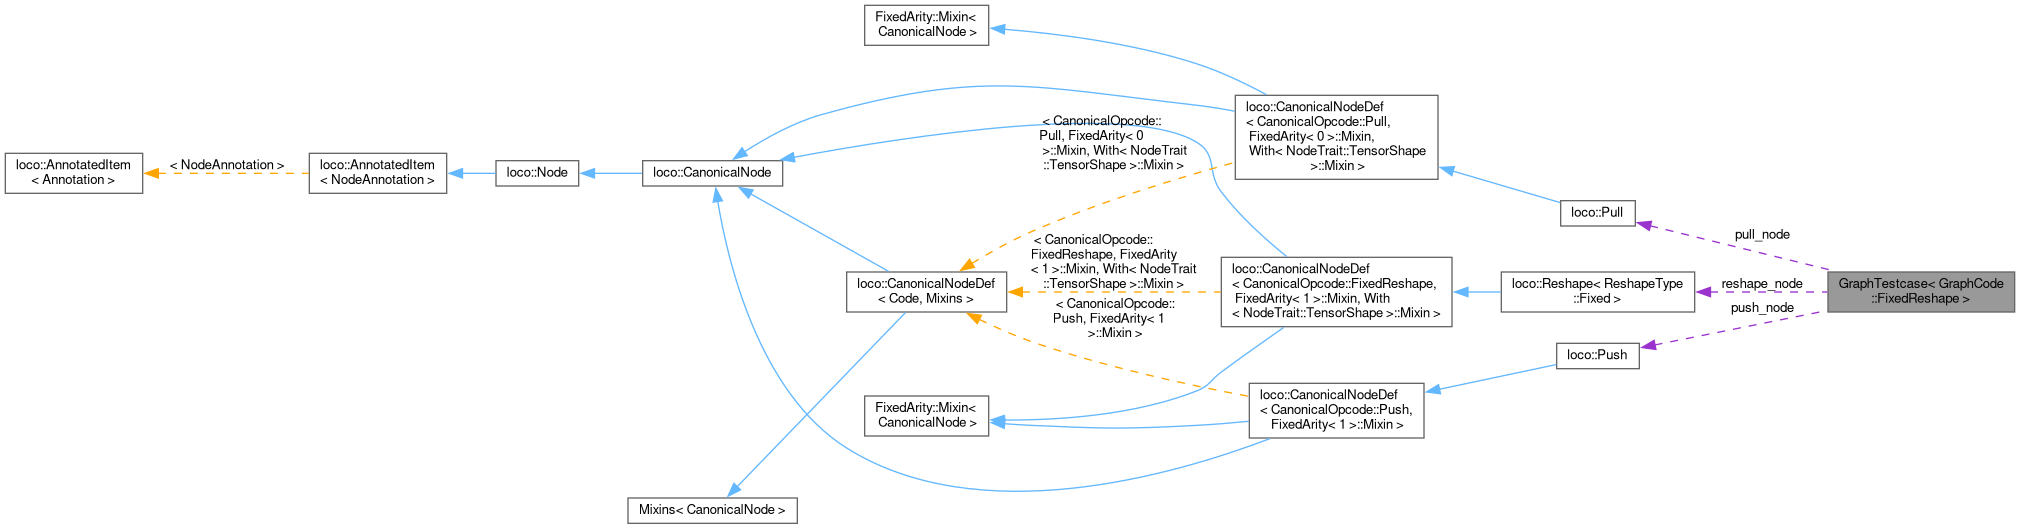 FixedArity::Mixin<
CanonicalNode >
loco::AnnotatedItem
< Annotation >
< NodeAnnotation >
loco::AnnotatedItem
< NodeAnnotation >
loco::Node
loco::CanonicalNode
< CanonicalOpcode::
Pull, FixedArity< 0
>::Mixin, With< NodeTrait
::TensorShape >::Mixin >
loco::CanonicalNodeDef
< CanonicalOpcode::Pull,
FixedArity< 0 >::Mixin,
With< NodeTrait::TensorShape
>::Mixin >
loco::Pull
pull_node
loco::CanonicalNodeDef
< Code, Mixins >
< CanonicalOpcode::
FixedReshape, FixedArity
< 1 >::Mixin, With< NodeTrait
::TensorShape >::Mixin >
loco::CanonicalNodeDef
< CanonicalOpcode::FixedReshape,
FixedArity< 1 >::Mixin, With
< NodeTrait::TensorShape >::Mixin >
loco::Reshape< ReshapeType
::Fixed >
reshape_node
GraphTestcase< GraphCode
::FixedReshape >
< CanonicalOpcode::
Push, FixedArity< 1
>::Mixin >
push_node
loco::Push
FixedArity::Mixin<
CanonicalNode >
loco::CanonicalNodeDef
< CanonicalOpcode::Push,
FixedArity< 1 >::Mixin >
Mixins< CanonicalNode >